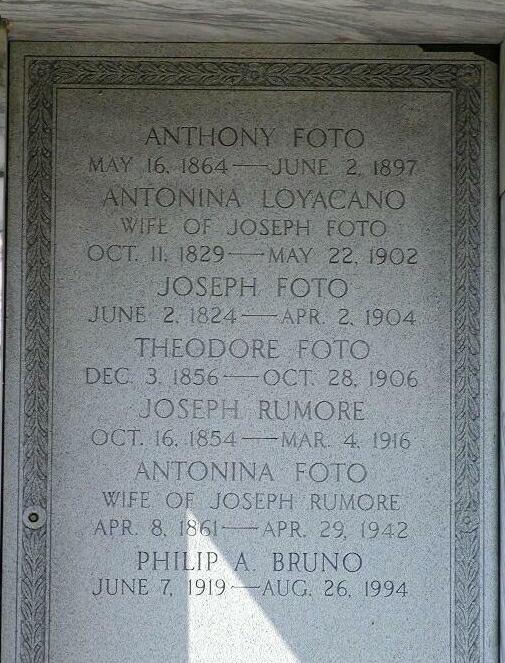 ANTHONY FOTO
MAY 16, 1864 — JUNE 2, 1897
ANTONINA LOYACANO
WIFE OF JOSEPH FOTO
OCT. 11, 1829 — MAY 22, 1902
JOSEPH FOTO
JUNE 2, 1824 — APR. 2, 1904
THEODORE FOTO
DEC. 3, 1856 — OCT. 28, 1906
JOSEPH RUMORE
OCT. 16, 1854 — MAR. 4, 1916
ANTONINA FOTO
WIFE OF JOSEPH RUMORE
APR. 8, 1861 — APR. 29, 1942
PHILIP A. BRUNO
JUNE 7, 1919 — AUG. 26, 1994